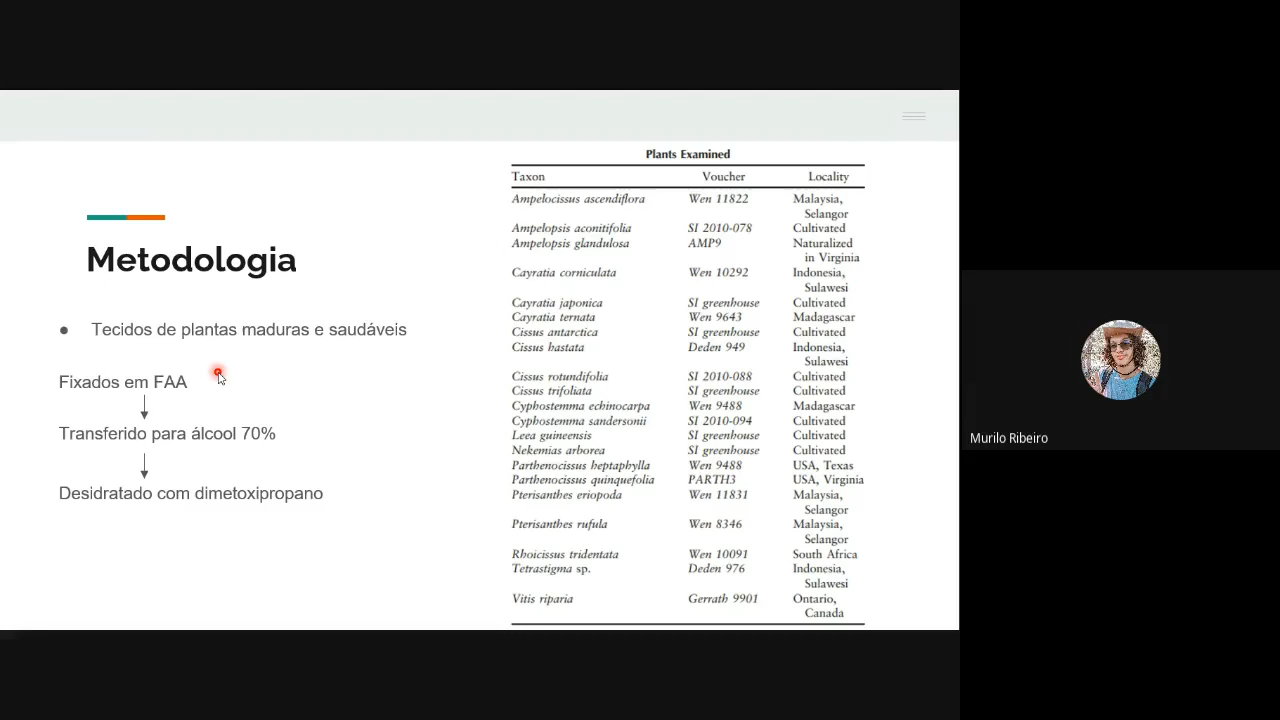 Metodologia
● Tecidos de plantas maduras e saudáveis
Fixados em FAA
Transferido para álcool 70%
Desidratado com dimetoxipropano
Plants Examined
Taxon Voucher Locality
Ampelocissus ascendiflora Wen 11822 Malaysia,
Selangor
Ampelopsis aconitifolia SI 2010-078 Cultivated
Ampelopsis glandulosa AMP9 Naturalized
in Virginia
Cayratia corniculata Wen 10292 Indonesia,
Sulawesi
Cayratia japonica SI greenhouse Cultivated
Cayratia ternata Wen 9643 Madagascar
Cissus antarctica SI greenhouse Cultivated
Cissus hastata Deden 949 Indonesia,
Sulawesi
Cissus rotundifolia SI 2010-088 Cultivated
Cissus trifoliata SI greenhouse Cultivated
Cyphostemma echinocarpa Wen 9488 Madagascar
Cyphostemma sandersonii SI 2010-094 Cultivated
Leea guineensis SI greenhouse Cultivated
Nekemias arborea SI greenhouse Cultivated
Parthenocissus heptaphylla Wen 9488 USA, Texas
Parthenocissus quinquefolia PARTH3 USA, Virginia
Pterisanthes eriopoda Wen 11831 Malaysia,
Selangor
Pterisanthes rufula Wen 8346 Malaysia,
Selangor
Rhoicissus tridentata Wen 10091 South Africa
Tetrastigma sp. Deden 976 Indonesia,
Sulawesi
Vitis riparia Gerrath 9901 Ontario,
Canada
Murilo Ribeiro